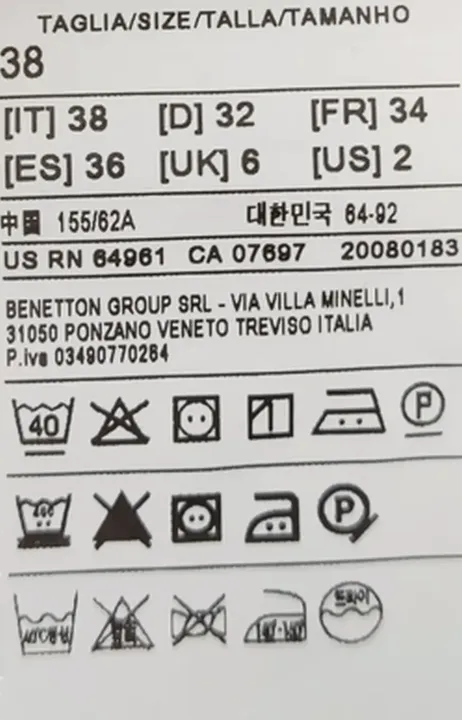 TAGLIA/SIZE/TALLA/TAMANHO
38
[IT] 38 [D] 32 [FR] 34
[ES] 36 [UK] 6 [US] 2
中国 155/62A 대한민국 64-92
US RN 64961 CA 07697 20080183
BENETTON GROUP SRL - VIA VILLA MINELLI,1
31050 PONZANO VENETO TREVISO ITALIA
P.iva 03490770264
40 P
P
드라이